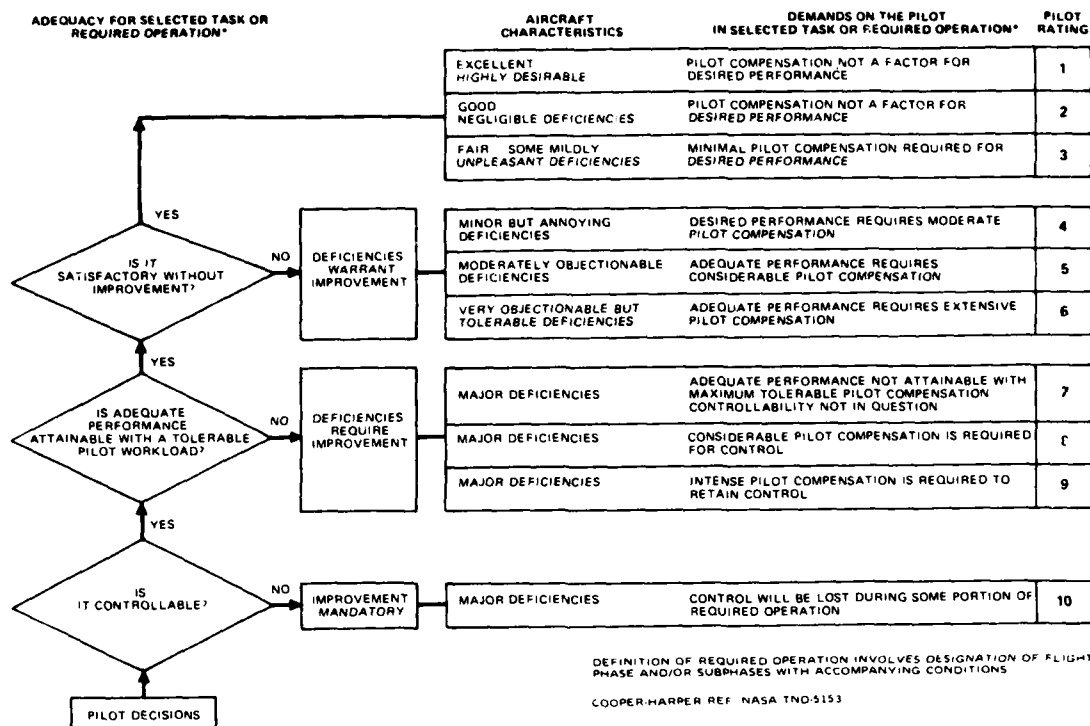 ADEQUACY FOR SELECTED TASK OR
REQUIRED OPERATION*
AIRCRAFT
CHARACTERISTICS
DEMANDS ON THE PILOT
IN SELECTED TASK OR REQUIRED OPERATION*
PILOT
RATING
EXCELLENT
HIGHLY DESIRABLE
PILOT COMPENSATION NOT A FACTOR FOR
DESIRED PERFORMANCE
1
GOOD
NEGLIGIBLE DEFICIENCIES
PILOT COMPENSATION NOT A FACTOR FOR
DESIRED PERFORMANCE
2
FAIR SOME MILDLY
UNPLEASANT DEFICIENCIES
MINIMAL PILOT COMPENSATION REQUIRED FOR
DESIRED PERFORMANCE
3
YES
IS IT
SATISFACTORY WITHOUT
IMPROVEMENT?
NO
DEFICIENCIES
WARRANT
IMPROVEMENT
MINOR BUT ANNOYING
DEFICIENCIES
DESIRED PERFORMANCE REQUIRES MODERATE
PILOT COMPENSATION
4
MODERATELY OBJECTIONABLE
DEFICIENCIES
ADEQUATE PERFORMANCE REQUIRES
CONSIDERABLE PILOT COMPENSATION
5
VERY OBJECTIONABLE BUT
TOLERABLE DEFICIENCIES
ADEQUATE PERFORMANCE REQUIRES EXTENSIVE
PILOT COMPENSATION
6
YES
IS ADEQUATE
PERFORMANCE
ATTAINABLE WITH A TOLERABLE
PILOT WORKLOAD?
NO
DEFICIENCIES
REQUIRE
IMPROVEMENT
MAJOR DEFICIENCIES
ADEQUATE PERFORMANCE NOT ATTAINABLE WITH
MAXIMUM TOLERABLE PILOT COMPENSATION
CONTROLLABILITY NOT IN QUESTION
7
MAJOR DEFICIENCIES
CONSIDERABLE PILOT COMPENSATION IS REQUIRED
FOR CONTROL
MAJOR DEFICIENCIES
INTENSE PILOT COMPENSATION IS REQUIRED TO
RETAIN CONTROL
9
YES
IS
IT CONTROLLABLE?
NO
IMPROVEMENT
MANDATORY
MAJOR DEFICIENCIES
CONTROL WILL BE LOST DURING SOME PORTION OF
REQUIRED OPERATION
10
PILOT DECISIONS
DEFINITION OF REQUIRED OPERATION INVOLVES DESIGNATION OF FLIGHT
PHASE AND/OR SUBPHASES WITH ACCOMPANYING CONDITIONS
COOPER-HARPER REF NASA TND-5153